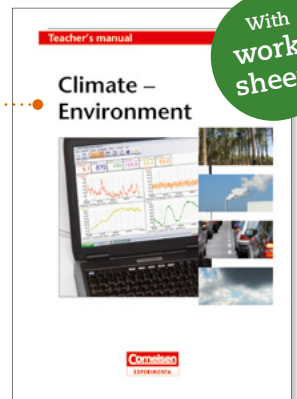 Teacher's manual
With
work
shee
Climate –
Environment
Cornelsen
EXPERIMENTA